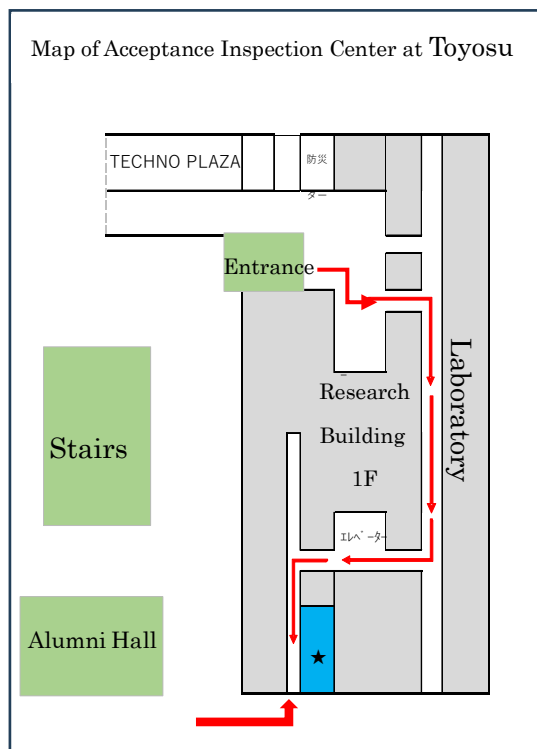 Map of Acceptance Inspection Center at Toyosu
TECHNO PLAZA
防災
ター
Entrance
Laboratory
Research
Building
1F
Stairs
エレベーター
Alumni Hall
★